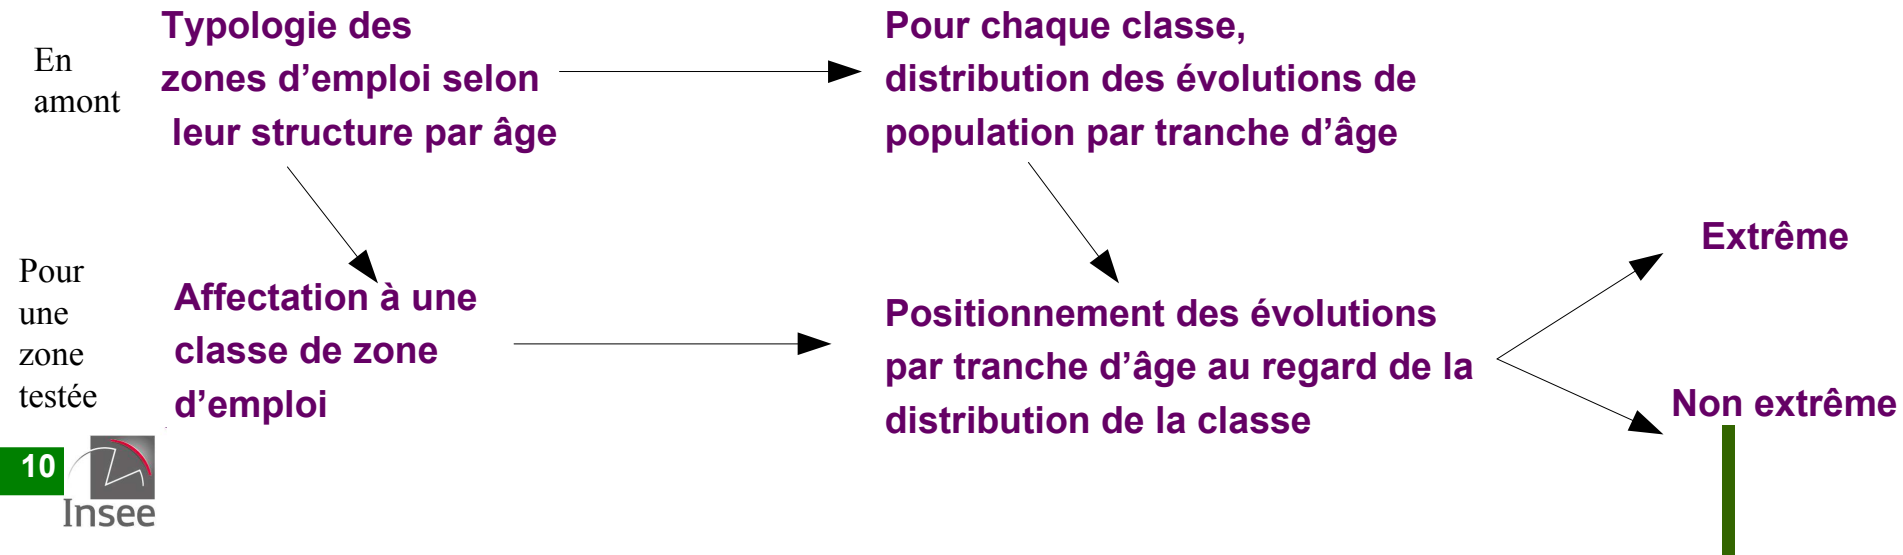 En
amont
Typologie des
zones d’emploi selon
leur structure par âge
Pour chaque classe,
distribution des évolutions de
population par tranche d’âge
Pour
une
zone
testée
Affectation à une
classe de zone
d’emploi
Positionnement des évolutions
par tranche d’âge au regard de la
distribution de la classe
Extrême
Non extrême
10
Insee